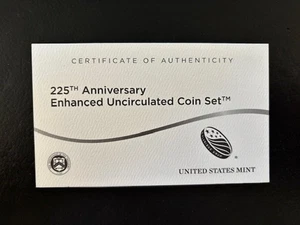 CERTIFICATE OF AUTHENTICITY
225TH Anniversary
Enhanced Uncirculated Coin Set™
UNITED STATES MINT